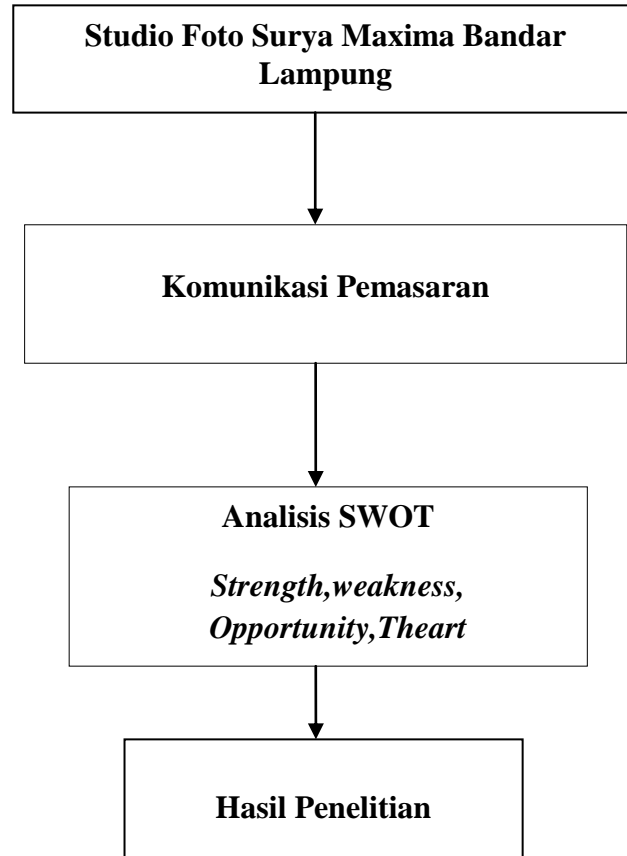 Studio Foto Surya Maxima Bandar
Lampung
Komunikasi Pemasaran
Analisis SWOT
Strength,weakness,
Opportunity,Theart
Hasil Penelitian